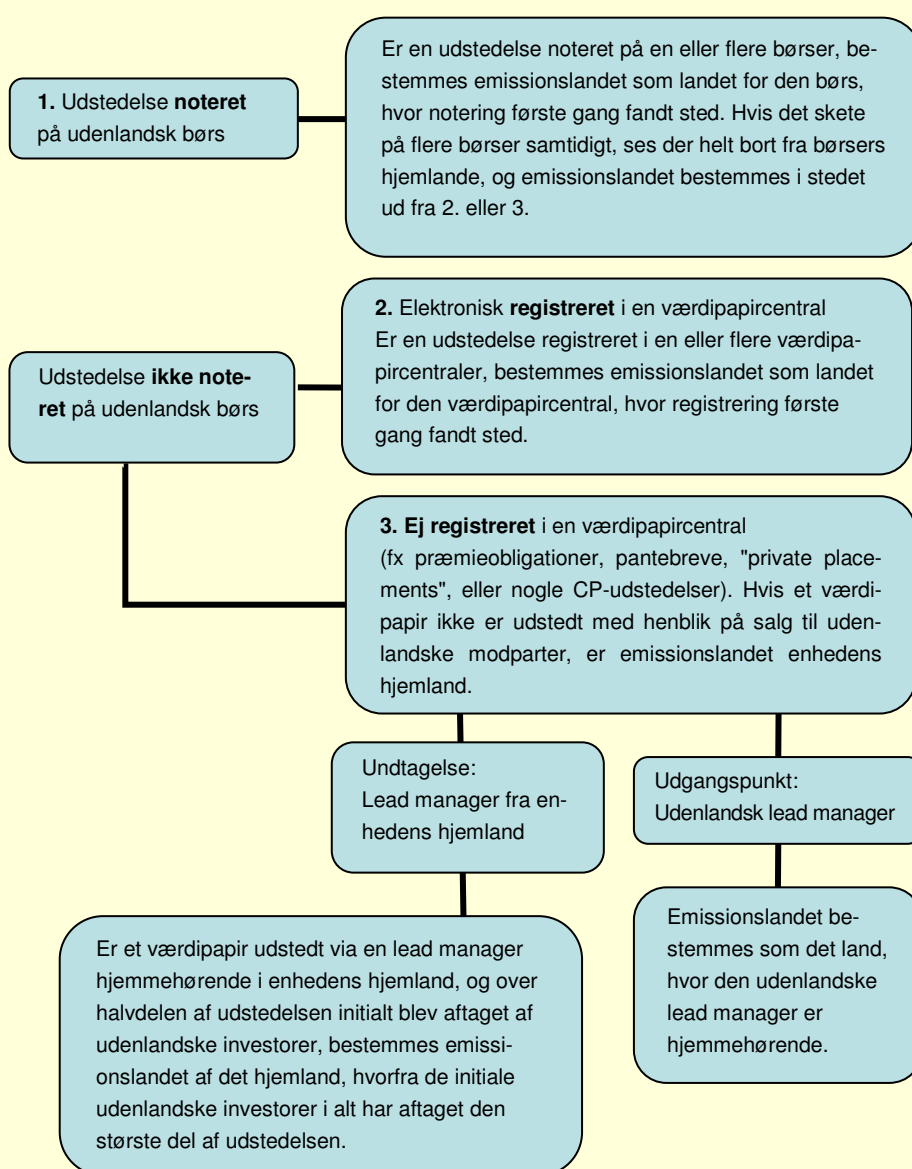 1. Udstedelse noteret
på udenlandsk børs
Er en udstedelse noteret på en eller flere børser, be-
stemmes emissionslandet som landet for den børs,
hvor notering første gang fandt sted. Hvis det skete
på flere børser samtidigt, ses der helt bort fra børsers
hjemlande, og emissionslandet bestemmes i stedet
ud fra 2. eller 3.
Udstedelse ikke note-
ret på udenlandsk børs
2. Elektronisk registreret i en værdipapircentral
Er en udstedelse registreret i en eller flere værdipa-
pircentraler, bestemmes emissionslandet som landet
for den værdipapircentral, hvor registrering første
gang fandt sted.
3. Ej registreret i en værdipapircentral
(fx præmieobligationer, pantebreve, "private place-
ments", eller nogle CP-udstedelser). Hvis et værdi-
papir ikke er udstedt med henblik på salg til uden-
landske modparter, er emissionslandet enhedens
hjemland.
Undtagelse:
Lead manager fra en-
hedens hjemland
Udgangspunkt:
Udenlandsk lead manager
Er et værdipapir udstedt via en lead manager
hjemmehørende i enhedens hjemland, og over
halvdelen af udstedelsen initialt blev aftaget af
udenlandske investorer, bestemmes emissi-
onslandet af det hjemland, hvorfra de initiale
udenlandske investorer i alt har aftaget den
største del af udstedelsen.
Emissionslandet be-
stemmes som det land,
hvor den udenlandske
lead manager er
hjemmehørende.